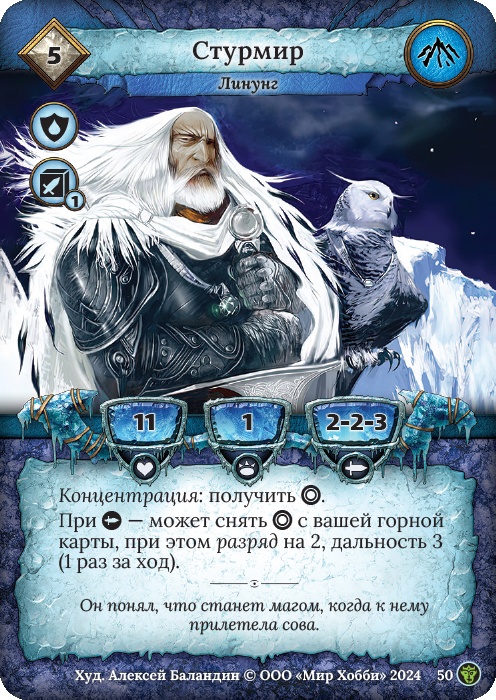 5
Стурмир
Линунг
1
11
1
2-2-3
Концентрация: получить .
При — может снять с вашей горной
карты, при этом разряд на 2, дальность 3
(1 раз за ход).
Он понял, что станет магом, когда к нему
прилетела сова.
Худ. Алексей Баландин © ООО «Мир Хобби» 2024 50